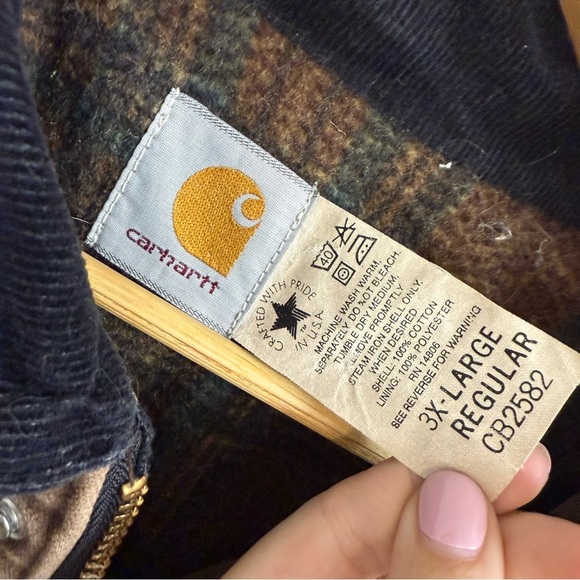 carhartt
CRAFTED WITH PRIDE
IN U.S.A.
TM
40
MACHINE WASH WARM,
SEPARATELY DO NOT BLEACH.
TUMBLE DRY MEDIUM.
REMOVE PROMPTLY
STEAM IRON SHELL ONLY.
WHEN DESIRED
SHELL: 100% COTTON
LINING: 100% POLYESTER
RN 14806
SEE REVERSE FOR WARNING
3X-LARGE
REGULAR
CB2582